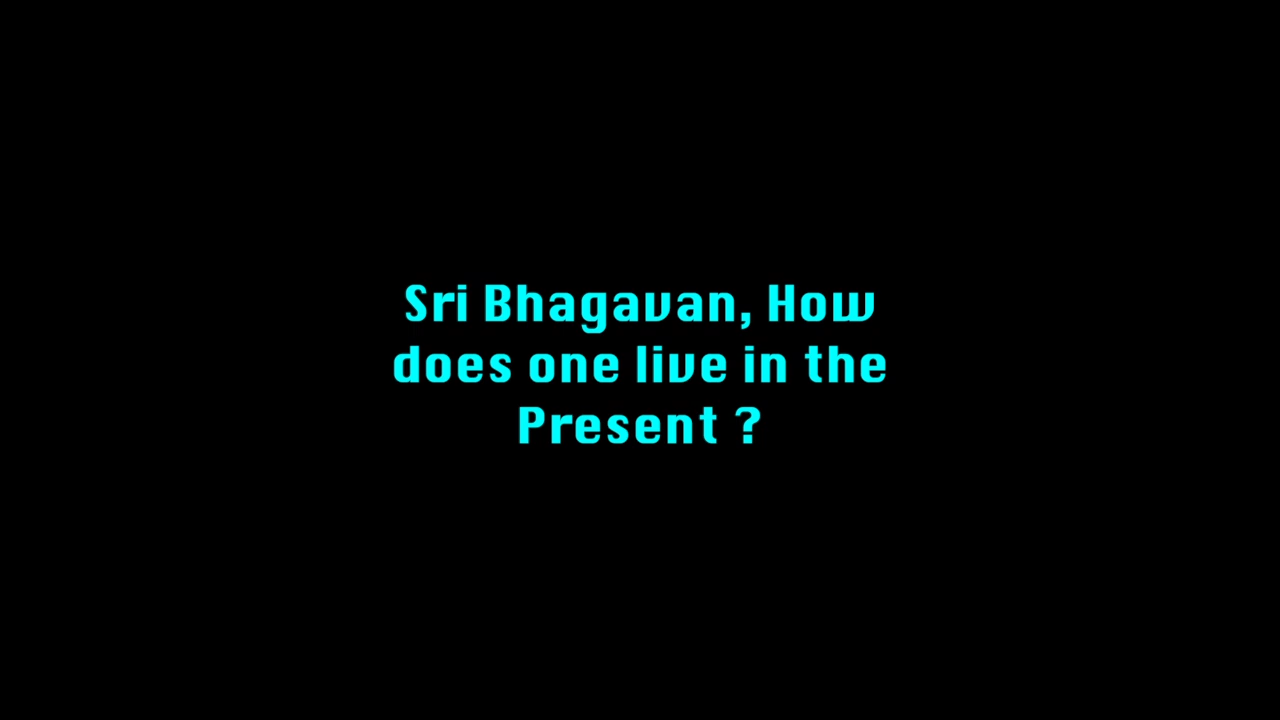 Sri Bhagavan, How
does one live in the
Present ?